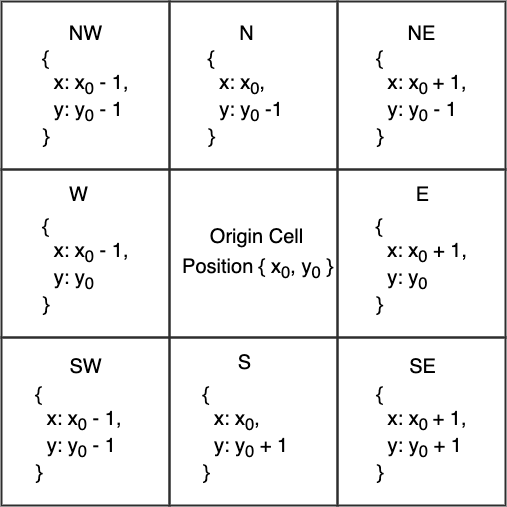 NW
{
x: x₀ - 1,
y: y₀ - 1
}
N
{
x: x₀,
y: y₀ -1
}
NE
{
x: x₀ + 1,
y: y₀ - 1
}
W
{
x: x₀ - 1,
y: y₀
}
Origin Cell
Position { x₀, y₀ }
E
{
x: x₀ + 1,
y: y₀
}
SW
{
x: x₀ - 1,
y: y₀ - 1
}
S
{
x: x₀,
y: y₀ + 1
}
SE
{
x: x₀ + 1,
y: y₀ + 1
}